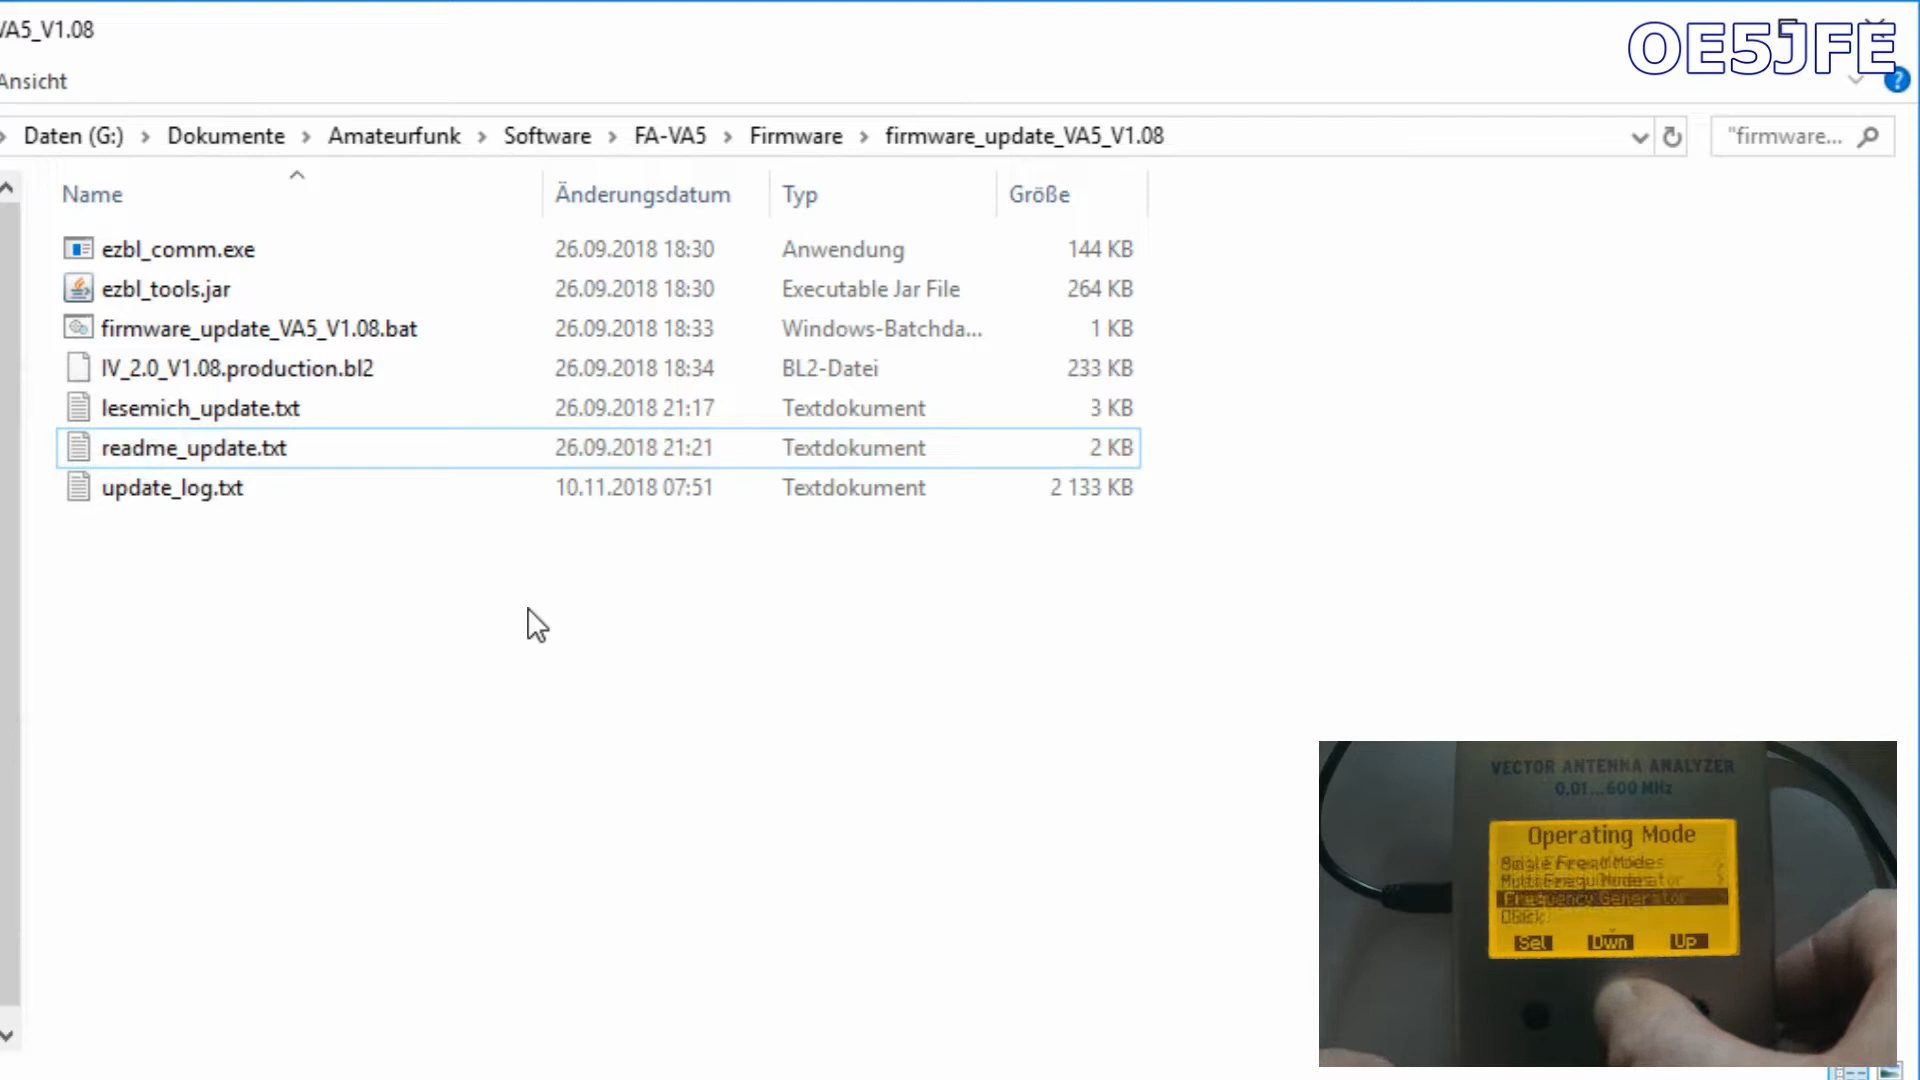 VA5_V1.08
OE5JFE
Ansicht
Daten (G:) › Dokumente › Amateurfunk › Software › FA-VA5 › Firmware › firmware_update_VA5_V1.08
"firmware...
Name Änderungsdatum Typ Größe
ezbl_comm.exe 26.09.2018 18:30 Anwendung 144 KB
ezbl_tools.jar 26.09.2018 18:30 Executable Jar File 264 KB
firmware_update_VA5_V1.08.bat 26.09.2018 18:33 Windows-Batchda... 1 KB
IV_2.0_V1.08.production.bl2 26.09.2018 18:34 BL2-Datei 233 KB
lesemich_update.txt 26.09.2018 21:17 Textdokument 3 KB
readme_update.txt 26.09.2018 21:21 Textdokument 2 KB
update_log.txt 10.11.2018 07:51 Textdokument 2 133 KB
VECTOR ANTENNA ANALYZER
0.01...600 MHz
Operating Mode
Frequency Generator
Sel Dwn Up